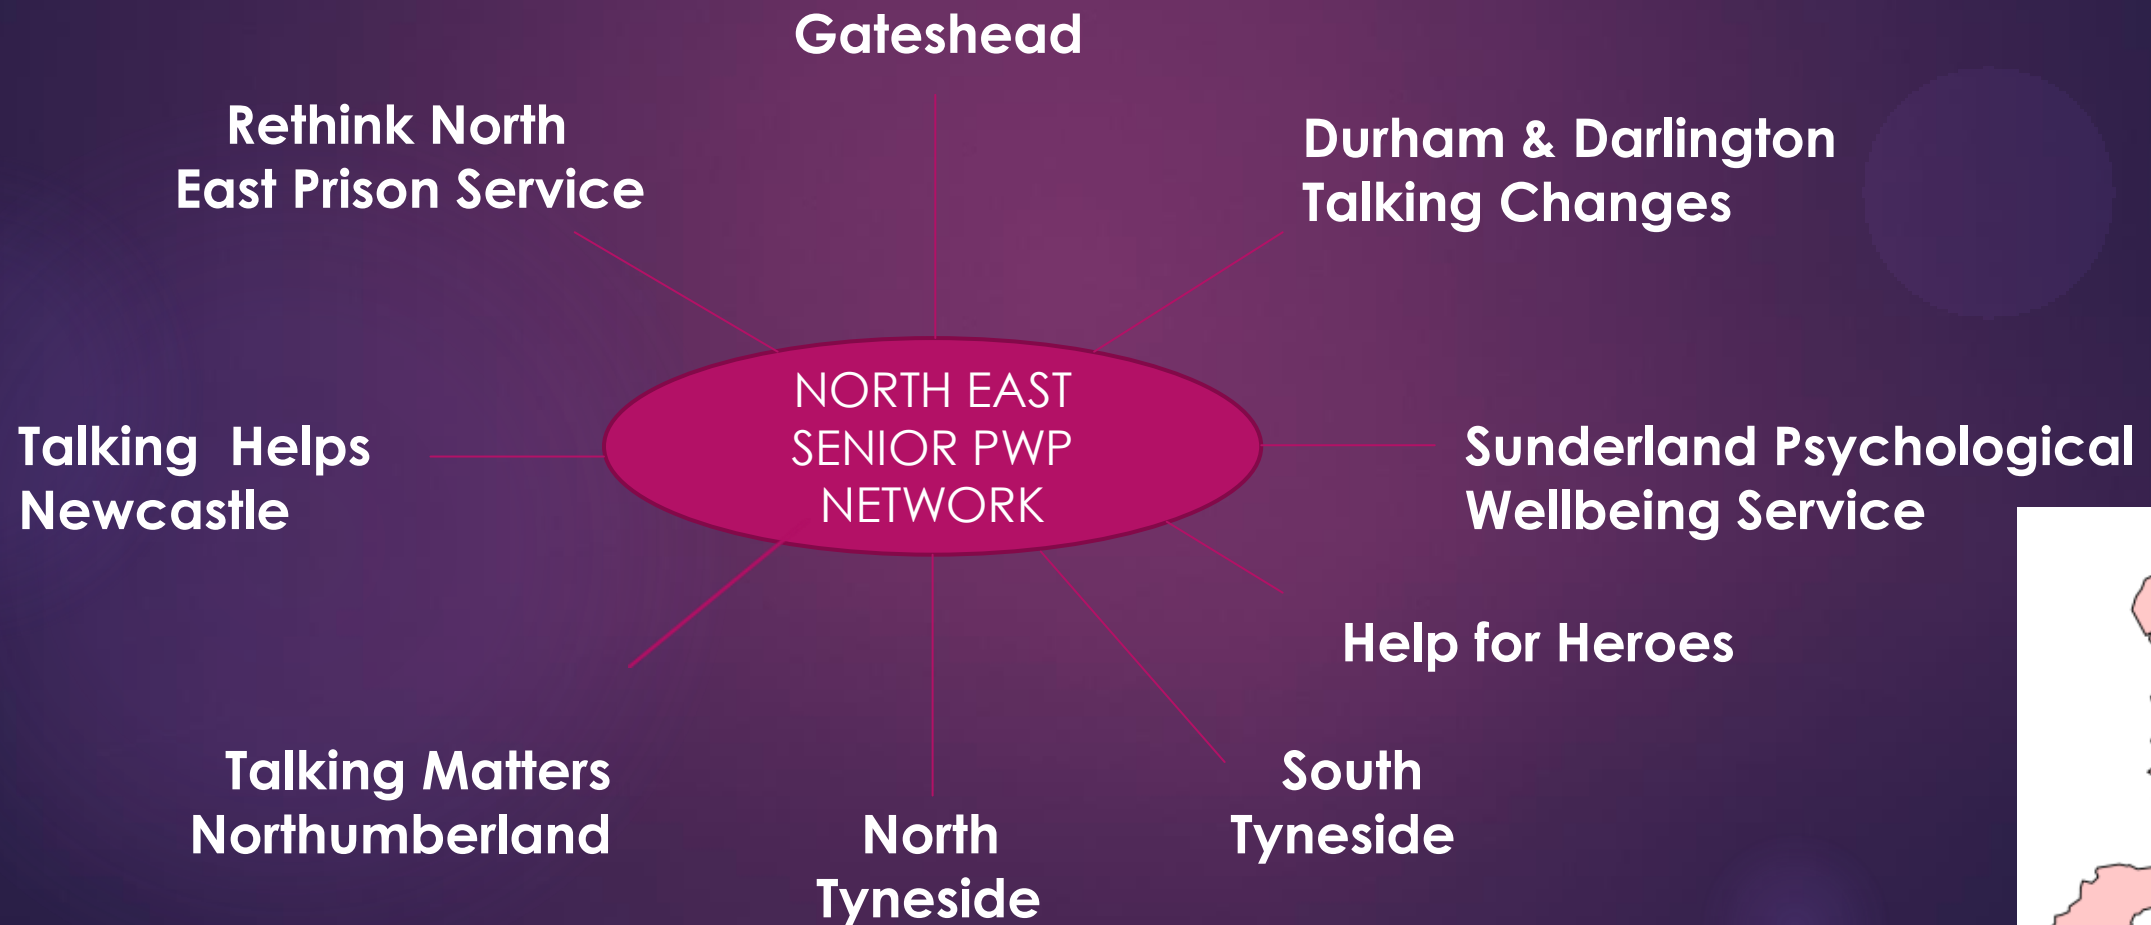 Gateshead
Rethink North
East Prison Service
Durham & Darlington
Talking Changes
NORTH EAST
SENIOR PWP
NETWORK
Talking Helps
Newcastle
Sunderland Psychological
Wellbeing Service
Help for Heroes
Talking Matters
Northumberland
North
Tyneside
South
Tyneside